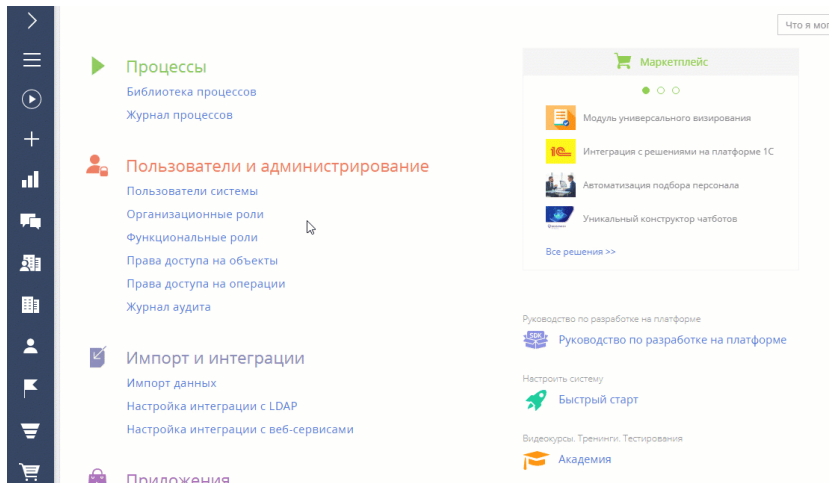 Что я мог
Процессы
Библиотека процессов
Журнал процессов
Пользователи и администрирование
Пользователи системы
Организационные роли
Функциональные роли
Права доступа на объекты
Права доступа на операции
Журнал аудита
Импорт и интеграции
Импорт данных
Настройка интеграции с LDAP
Настройка интеграции с веб-сервисами
Приложения
Маркетплейс
Модуль универсального визирования
1С
Интеграция с решениями на платформе 1С
Автоматизация подбора персонала
Уникальный конструктор чатботов
Все решения >>
Руководство по разработке на платформе
SDK
Руководство по разработке на платформе
Настроить систему
Быстрый старт
Видеокурсы. Тренинги. Тестирования
Академия